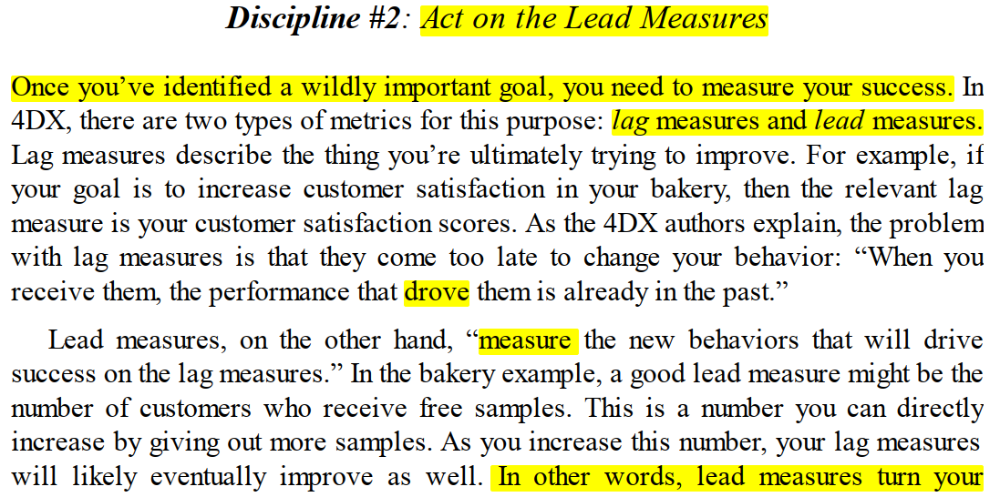 Discipline #2: Act on the Lead Measures
Once you’ve identified a wildly important goal, you need to measure your success. In
4DX, there are two types of metrics for this purpose: lag measures and lead measures.
Lag measures describe the thing you’re ultimately trying to improve. For example, if
your goal is to increase customer satisfaction in your bakery, then the relevant lag
measure is your customer satisfaction scores. As the 4DX authors explain, the problem
with lag measures is that they come too late to change your behavior: “When you
receive them, the performance that drove them is already in the past.”
Lead measures, on the other hand, “measure the new behaviors that will drive
success on the lag measures.” In the bakery example, a good lead measure might be the
number of customers who receive free samples. This is a number you can directly
increase by giving out more samples. As you increase this number, your lag measures
will likely eventually improve as well. In other words, lead measures turn your